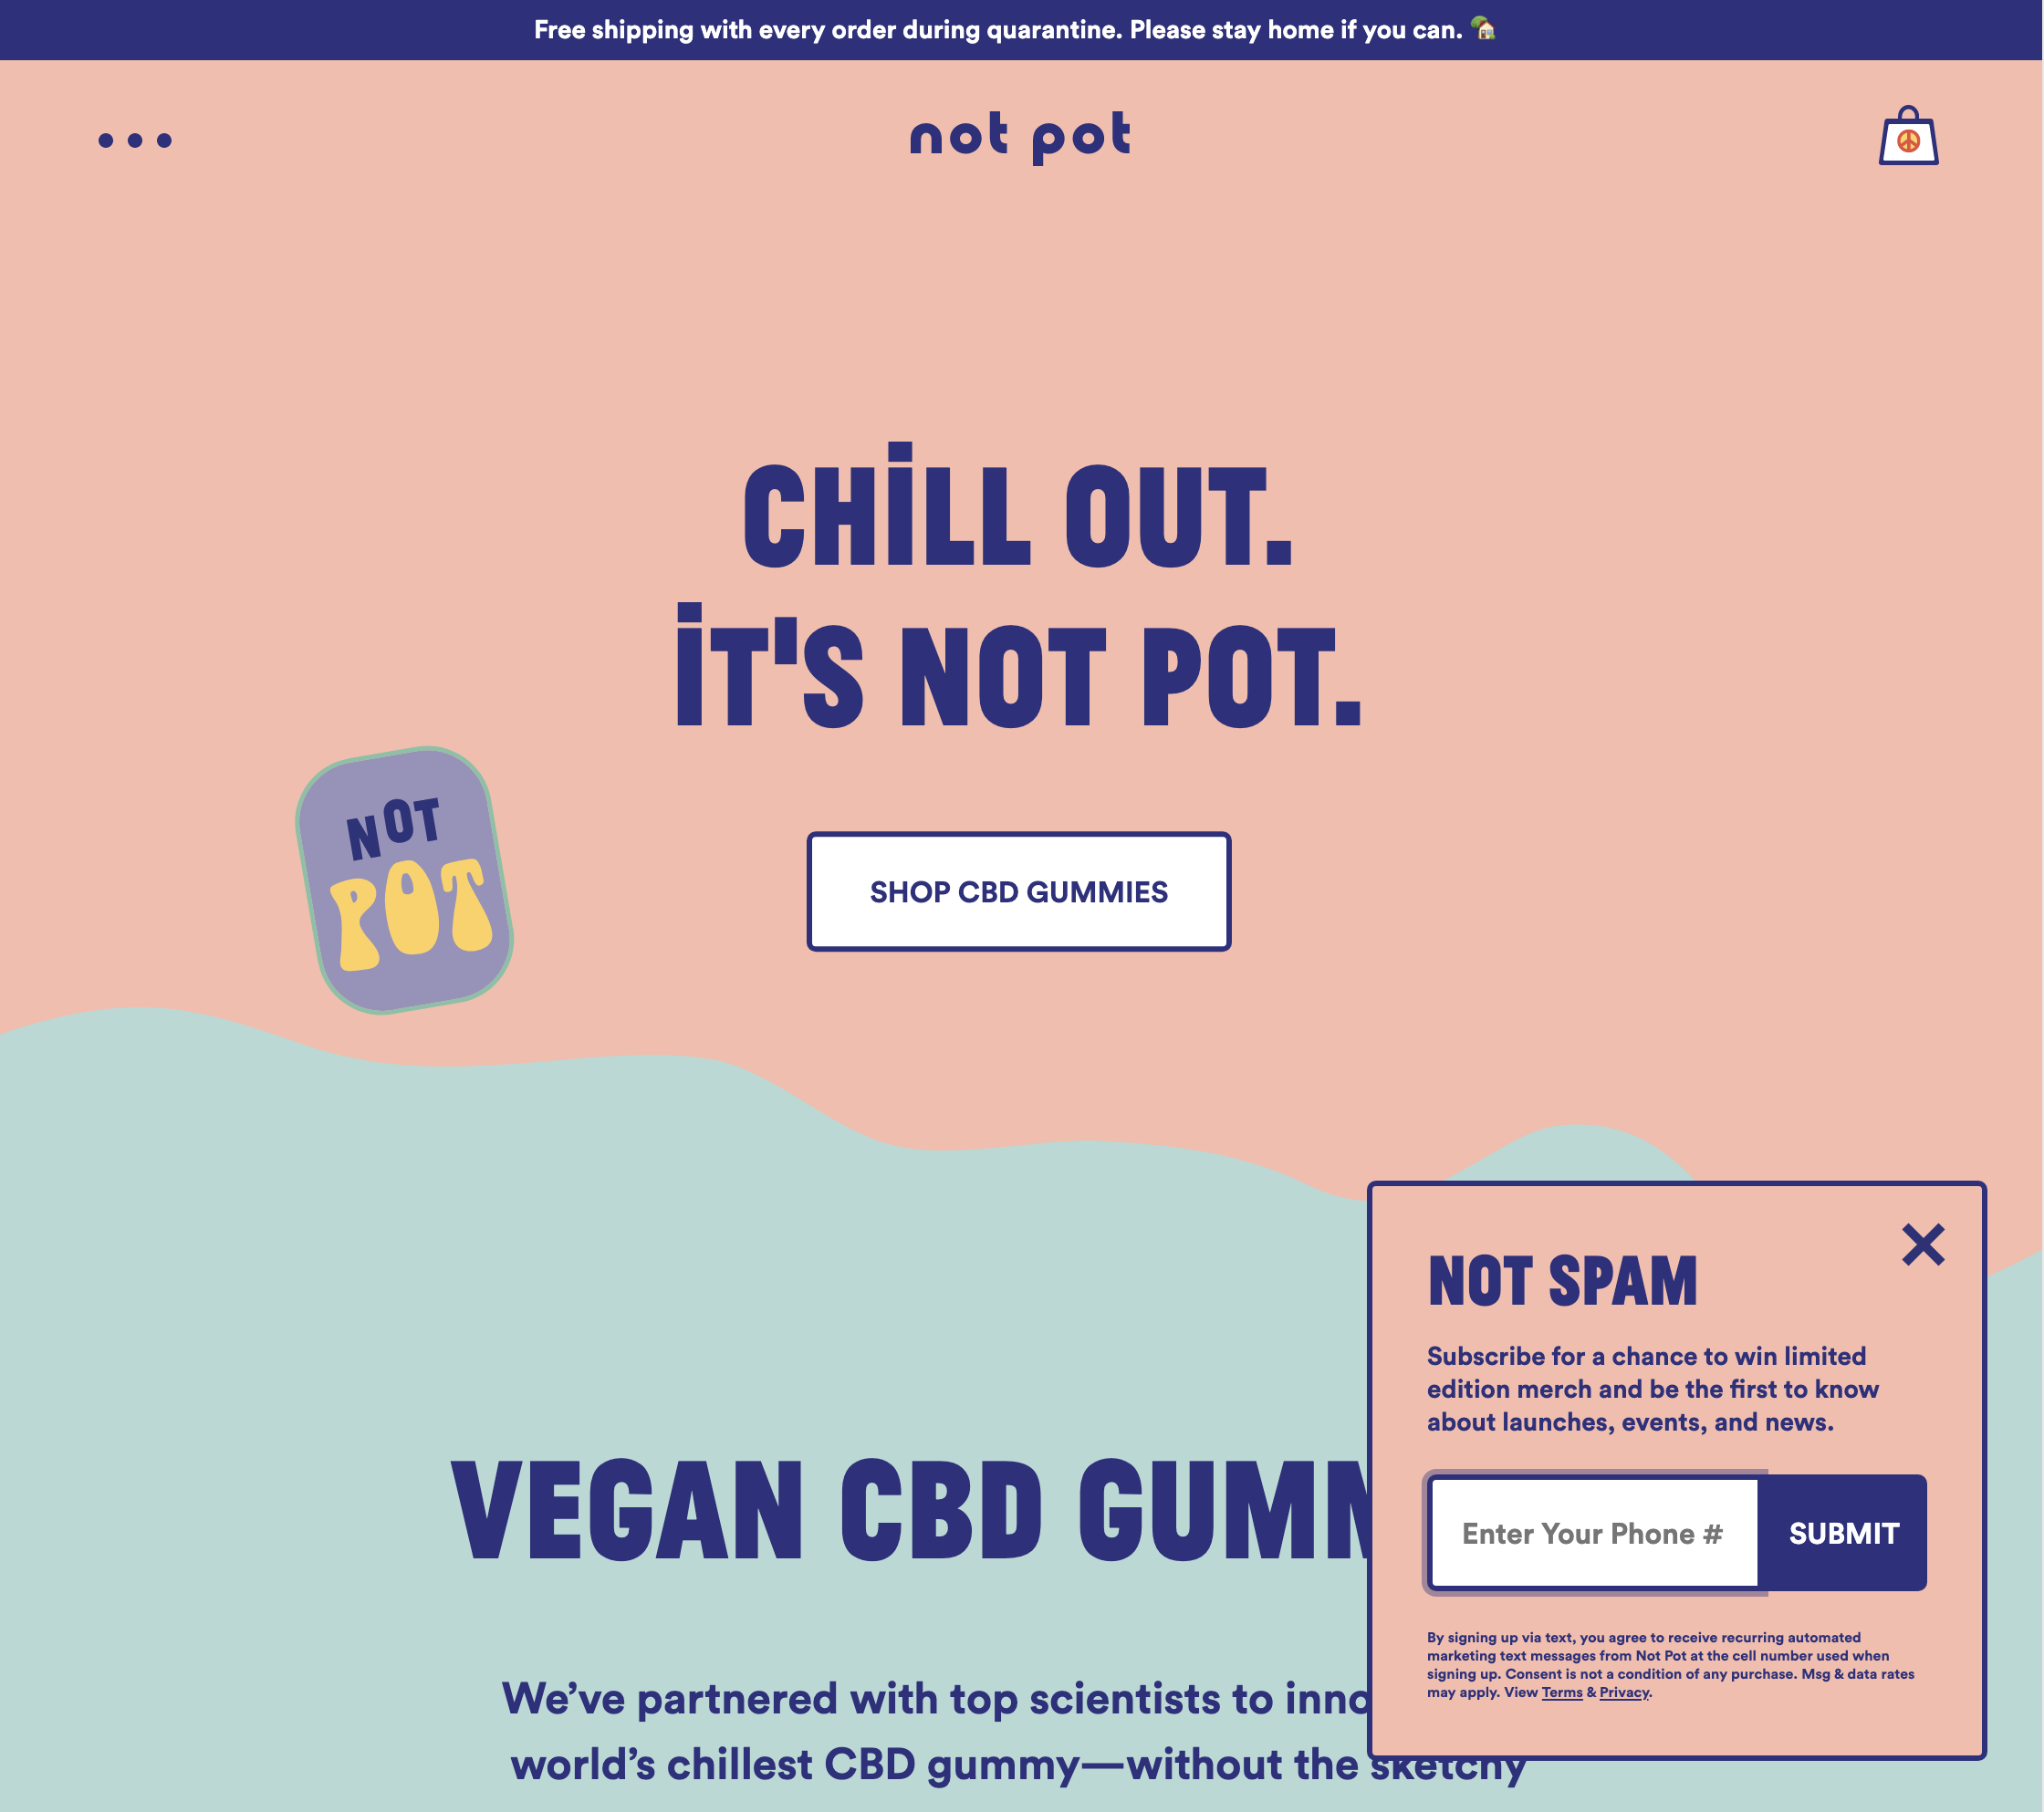 Free shipping with every order during quarantine. Please stay home if you can. 🏡
not pot
CHiLL OUT.
iT'S NOT POT.
NOT
POT
SHOP CBD GUMMIES
NOT SPAM
Subscribe for a chance to win limited
edition merch and be the first to know
about launches, events, and news.
Enter Your Phone #
SUBMIT
By signing up via text, you agree to receive recurring automated
marketing text messages from Not Pot at the cell number used when
signing up. Consent is not a condition of any purchase. Msg & data rates
may apply. View Terms & Privacy.
VEGAN CBD
We’ve partnered with top scientists to
world’s chillest CBD gummy—without the sketchy